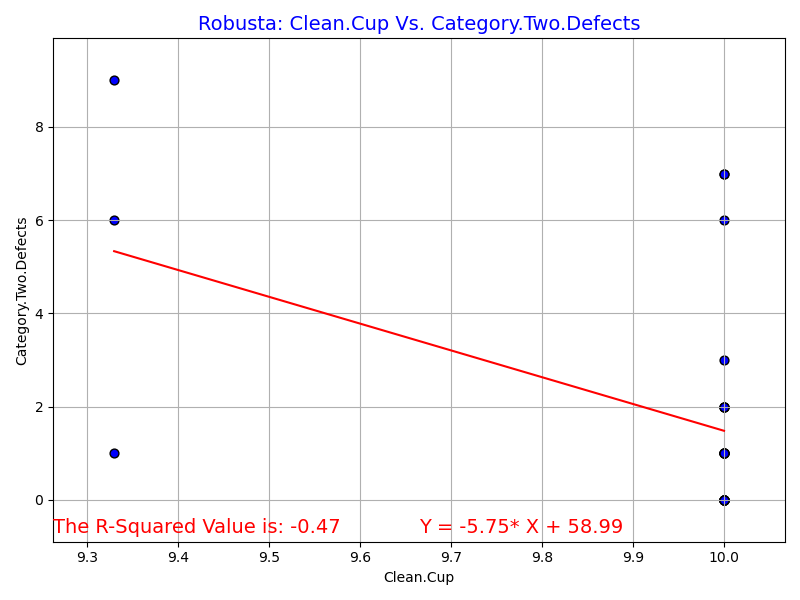 Robusta: Clean.Cup Vs. Category.Two.Defects
Category.Two.Defects
8
6
4
2
0
The R-Squared Value is: -0.47
Y = -5.75* X + 58.99
9.3
9.4
9.5
9.6
9.7
9.8
9.9
10.0
Clean.Cup